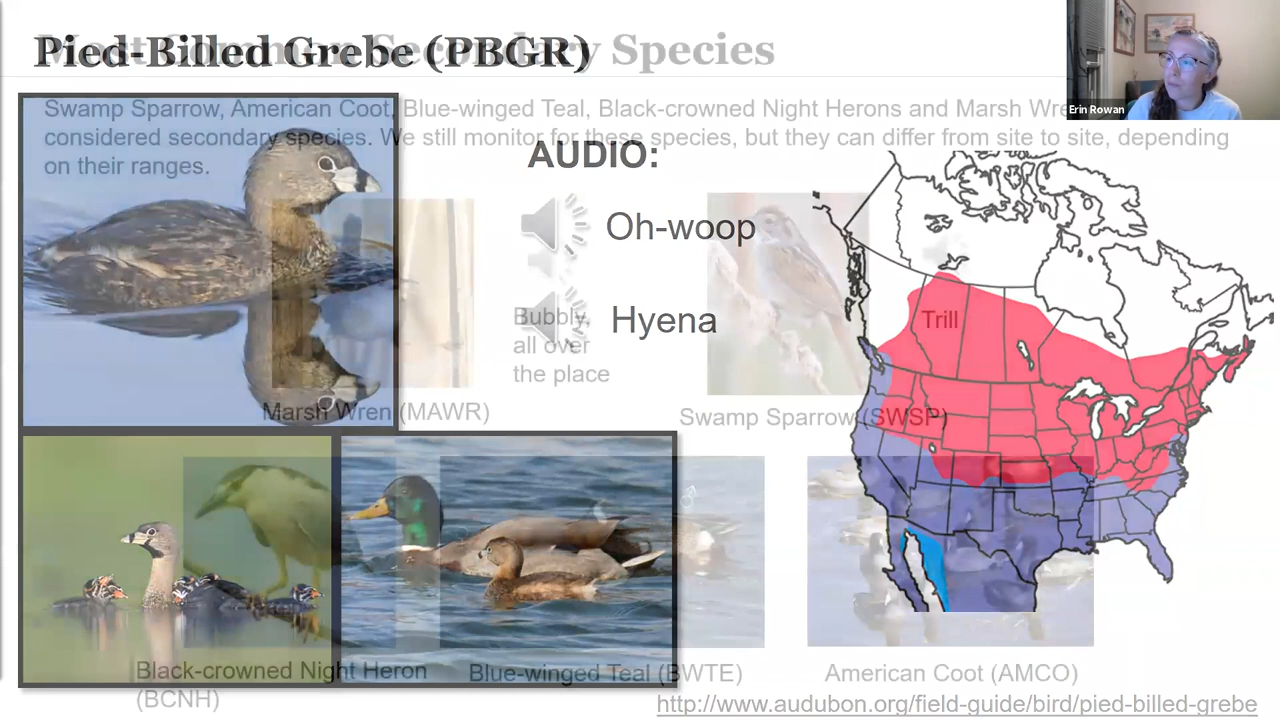 Pied-Billed Grebe (PBGR)
Most Common Secondary Species
Erin Rowan
Swamp Sparrow, American Coot, Blue-winged Teal, Black-crowned Night Herons and Marsh Wre
considered secondary species. We still monitor for these species, but they can differ from site to site, depending
on their ranges.
AUDIO:
Oh-woop
Hyena
Bubbly,
all over
the place
Trill
Marsh Wren (MAWR)
Swamp Sparrow (SWSP)
Black-crowned Night Heron
(BCNH)
Blue-winged Teal (BWTE)
American Coot (AMCO)
http://www.audubon.org/field-guide/bird/pied-billed-grebe